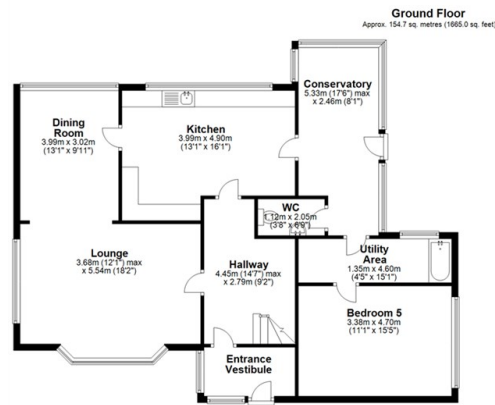 Ground Floor
Approx. 154.7 sq. metres (1665.0 sq. feet)
Conservatory
5.33m (17'6") max
x 2.46m (8'1")
Dining
Room
3.99m x 3.02m
(13'1" x 9'11")
Kitchen
3.99m x 4.90m
(13'1" x 16'1")
WC
1.12m x 2.05m
(3'8" x 6'9")
Lounge
3.68m (12'1") max
x 5.54m (18'2")
Hallway
4.45m (14'7") max
x 2.79m (9'2")
Utility
Area
1.35m x 4.60m
(4'5" x 15'1")
Bedroom 5
3.38m x 4.70m
(11'1" x 15'5")
Entrance
Vestibule